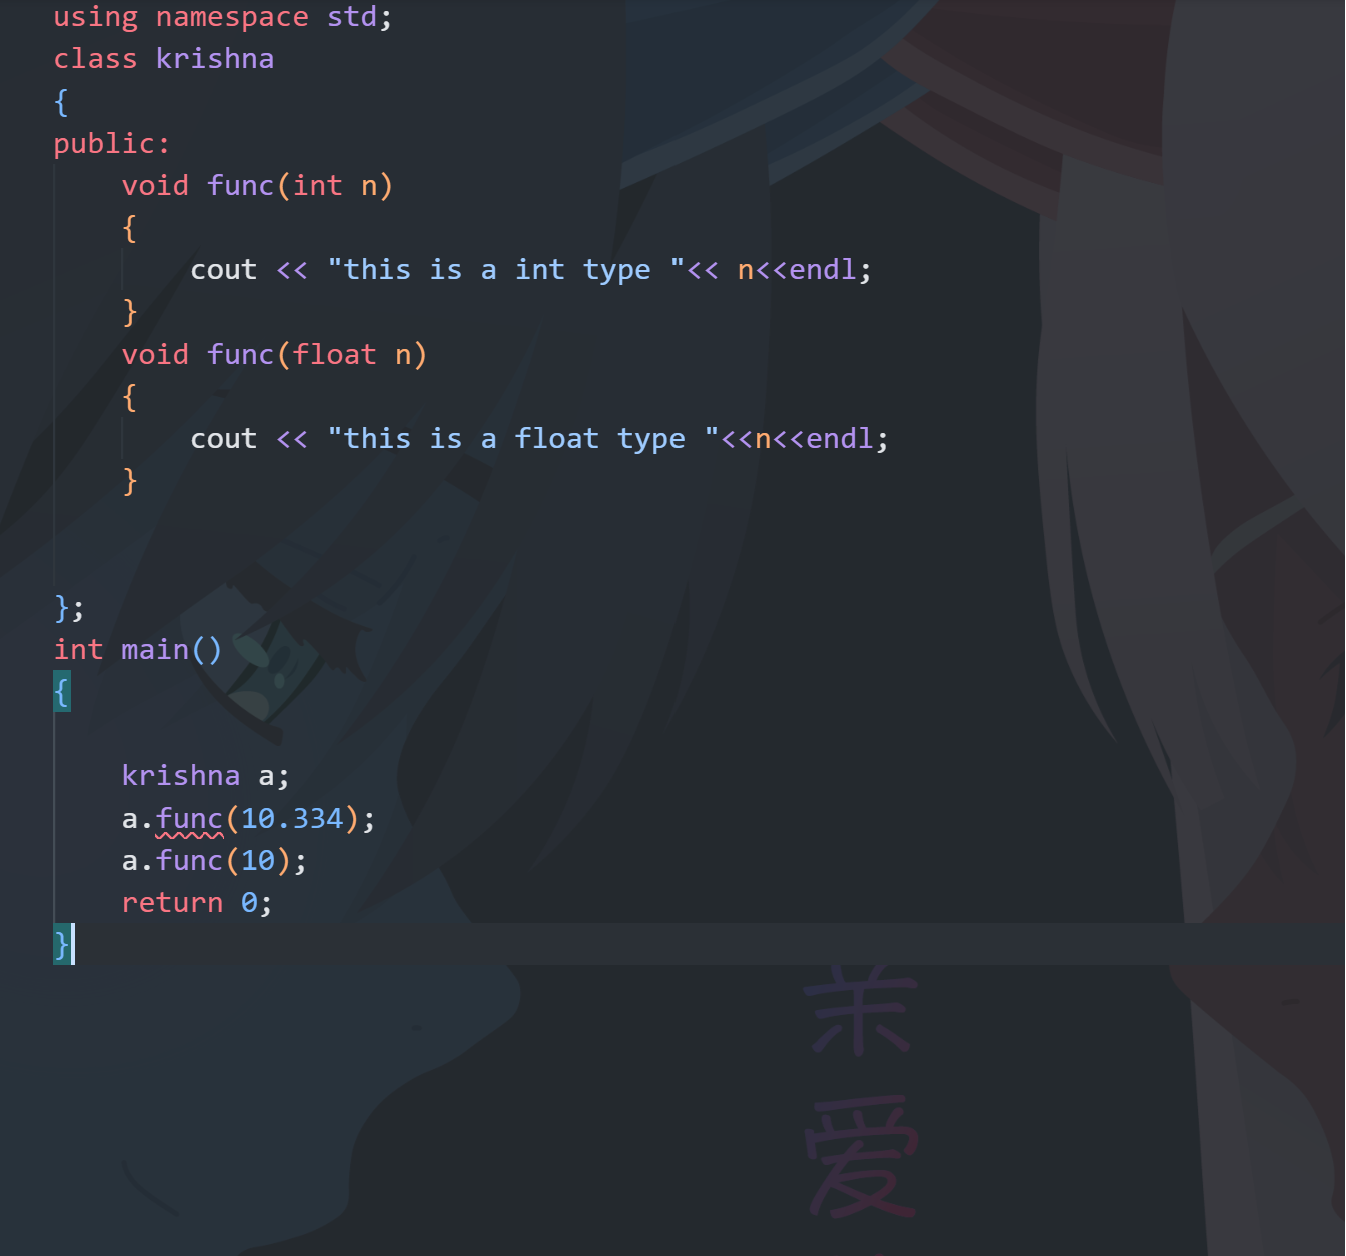 using namespace std;
class krishna
{
public:
    void func(int n)
    {
        cout << "this is a int type "<< n<<endl;
    }
    void func(float n)
    {
        cout << "this is a float type "<<n<<endl;
    }
};
int main()
{
    krishna a;
    a.func(10.334);
    a.func(10);
    return 0;
}
亲
爱